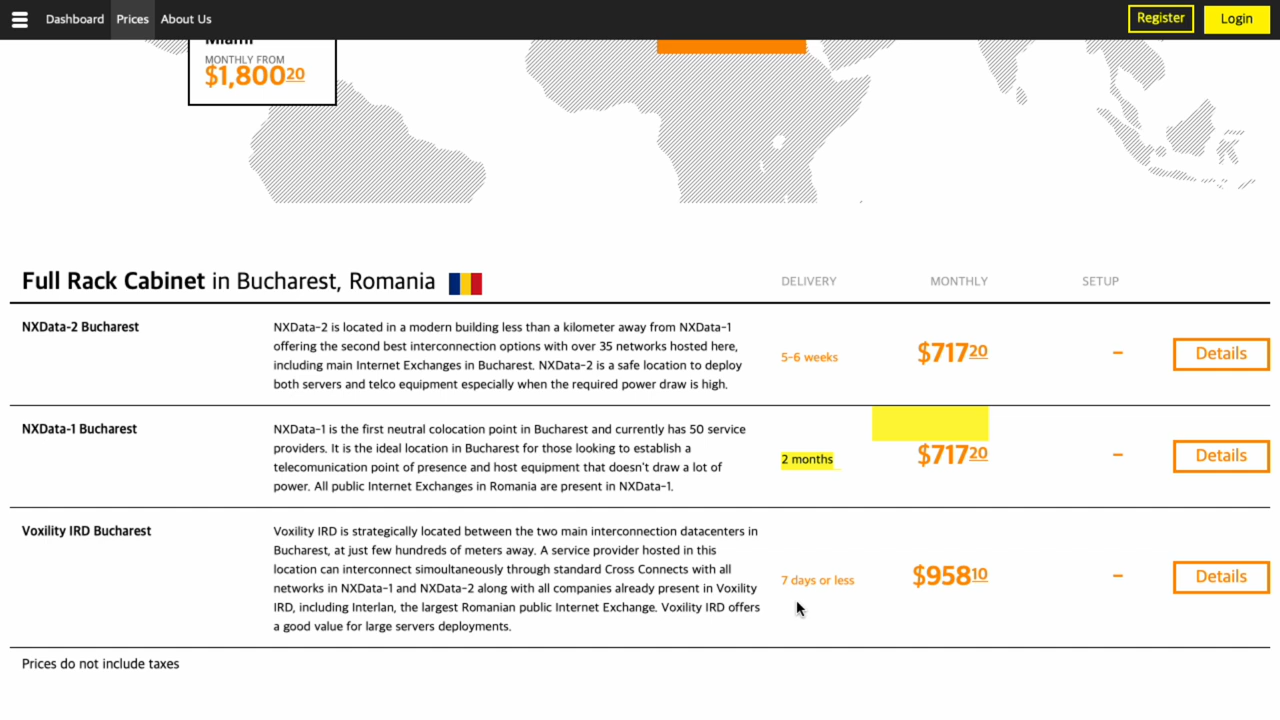 Dashboard Prices About Us Register Login
Miami
MONTHLY FROM
$1,800 20
Full Rack Cabinet in Bucharest, Romania DELIVERY MONTHLY SETUP
NXData-2 Bucharest
NXData-2 is located in a modern building less than a kilometer away from NXData-1
offering the second best interconnection options with over 35 networks hosted here,
including main Internet Exchanges in Bucharest. NXData-2 is a safe location to deploy
both servers and telco equipment especially when the required power draw is high.
5-6 weeks $717 20 – Details
NXData-1 Bucharest
NXData-1 is the first neutral colocation point in Bucharest and currently has 50 service
providers. It is the ideal location in Bucharest for those looking to establish a
telecomunication point of presence and host equipment that doesn't draw a lot of
power. All public Internet Exchanges in Romania are present in NXData-1.
2 months $717 20 – Details
Voxility IRD Bucharest
Voxility IRD is strategically located between the two main interconnection datacenters in
Bucharest, at just few hundreds of meters away. A service provider hosted in this
location can interconnect simoultaneously through standard Cross Connects with all
networks in NXData-1 and NXData-2 along with all companies already present in Voxility
IRD, including Interlan, the largest Romanian public Internet Exchange. Voxility IRD offers
a good value for large servers deployments.
7 days or less $958 10 – Details
Prices do not include taxes